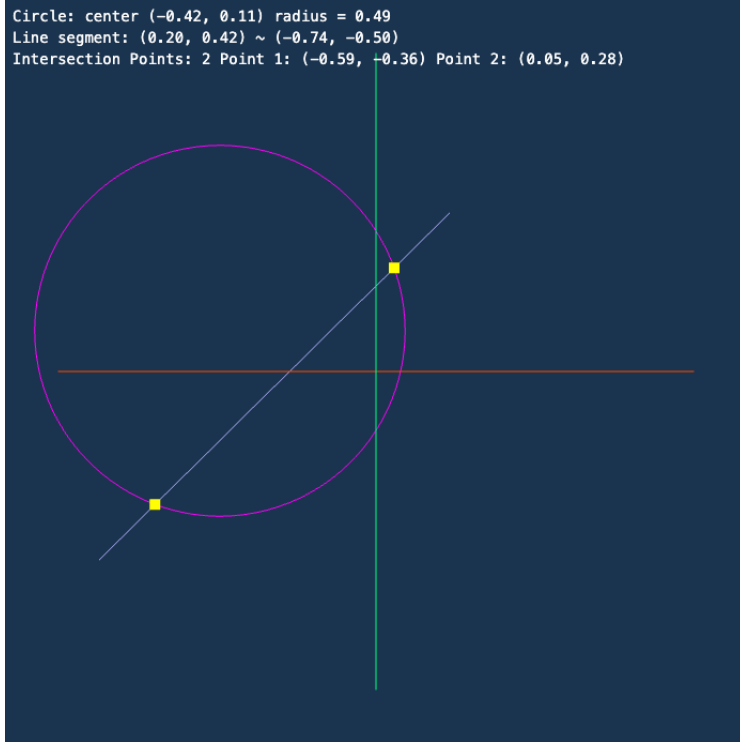 Circle: center (-0.42, 0.11) radius = 0.49
Line segment: (0.20, 0.42) ~ (-0.74, -0.50)
Intersection Points: 2 Point 1: (-0.59, -0.36) Point 2: (0.05, 0.28)